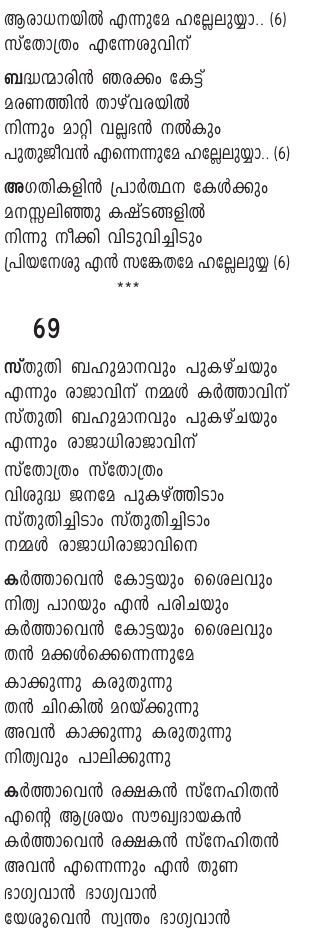 ആരാധനയിൽ എന്നുമേ ഹല്ലേലുയ്യാ.. (6)
സ്തോത്രം എന്നേശുവിന്
ബദ്ധന്മാരിൻ ഞരക്കം കേട്ട്
മരണത്തിൻ താഴ്‌വരയിൽ
നിന്നും മാറ്റി വല്ലഭൻ നൽകും
പുതുജീവൻ എന്നെന്നുമേ ഹല്ലേലുയ്യാ.. (6)
അഗതികളിൻ പ്രാർത്ഥന കേൾക്കും
മനസ്സലിഞ്ഞു കഷ്ടങ്ങളിൽ
നിന്നു നീക്കി വിടുവിച്ചിടും
പ്രിയനേശു എൻ സങ്കേതമേ ഹല്ലേലുയ്യ (6)
***
69
സ്തുതി ബഹുമാനവും പുകഴ്ചയും
എന്നും രാജാവിന് നമ്മൾ കർത്താവിന്
സ്തുതി ബഹുമാനവും പുകഴ്ചയും
എന്നും രാജാധിരാജാവിന്
സ്തോത്രം സ്തോത്രം
വിശുദ്ധ ജനമേ പുകഴ്ത്തിടാം
സ്തുതിച്ചിടാം സ്തുതിച്ചിടാം
നമ്മൾ രാജാധിരാജാവിനെ
കർത്താവെൻ കോട്ടയും ശൈലവും
നിത്യ പാറയും എൻ പരിചയും
കർത്താവെൻ കോട്ടയും ശൈലവും
തൻ മക്കൾക്കെന്നെന്നുമേ
കാക്കുന്നു കരുതുന്നു
തൻ ചിറകിൽ മറയ്ക്കുന്നു
അവൻ കാക്കുന്നു കരുതുന്നു
നിത്യവും പാലിക്കുന്നു
കർത്താവെൻ രക്ഷകൻ സ്നേഹിതൻ
എന്റെ ആശ്രയം സൗഖ്യദായകൻ
കർത്താവെൻ രക്ഷകൻ സ്നേഹിതൻ
അവൻ എന്നെന്നും എൻ തുണ
ഭാഗ്യവാൻ ഭാഗ്യവാൻ
യേശുവെൻ സ്വന്തം ഭാഗ്യവാൻ